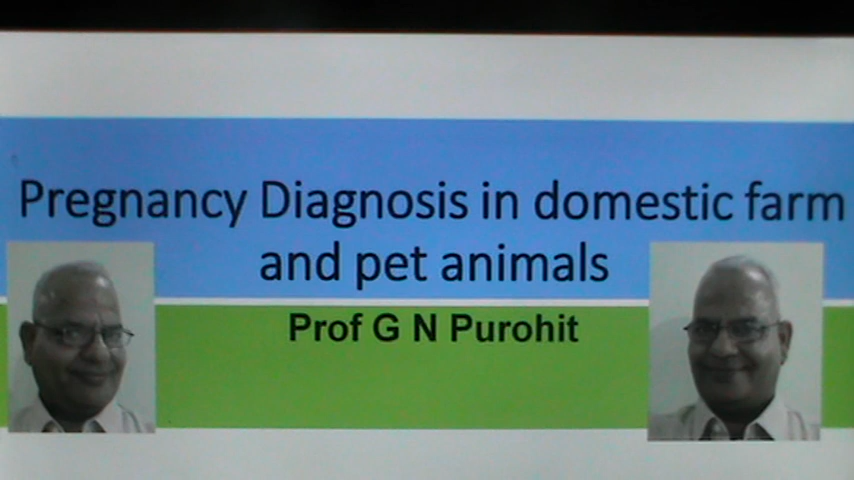 Pregnancy Diagnosis in domestic farm
and pet animals
Prof G N Purohit